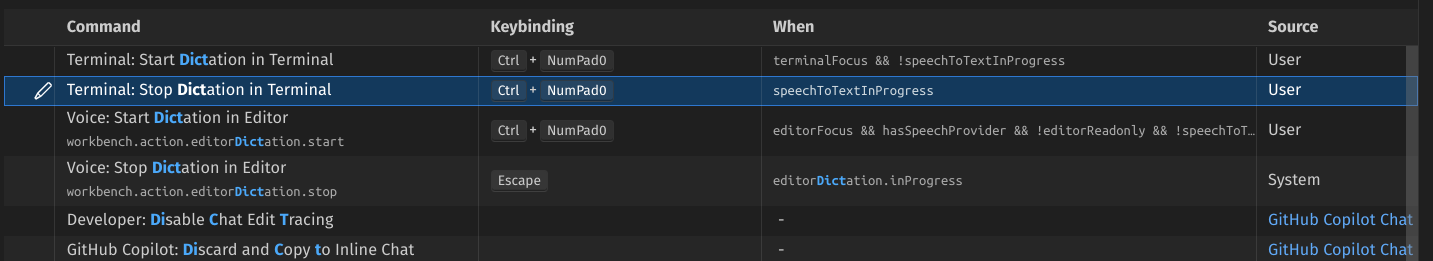 Command Keybinding When Source
Terminal: Start Dictation in Terminal Ctrl + NumPad0 terminalFocus && !speechToTextInProgress User
Terminal: Stop Dictation in Terminal Ctrl + NumPad0 speechToTextInProgress User
Voice: Start Dictation in Editor
workbench.action.editorDictation.start Ctrl + NumPad0 editorFocus && hasSpeechProvider && !editorReadonly && !speechToT… User
Voice: Stop Dictation in Editor
workbench.action.editorDictation.stop Escape editorDictation.inProgress System
Developer: Disable Chat Edit Tracing - GitHub Copilot Chat
GitHub Copilot: Discard and Copy to Inline Chat - GitHub Copilot Chat